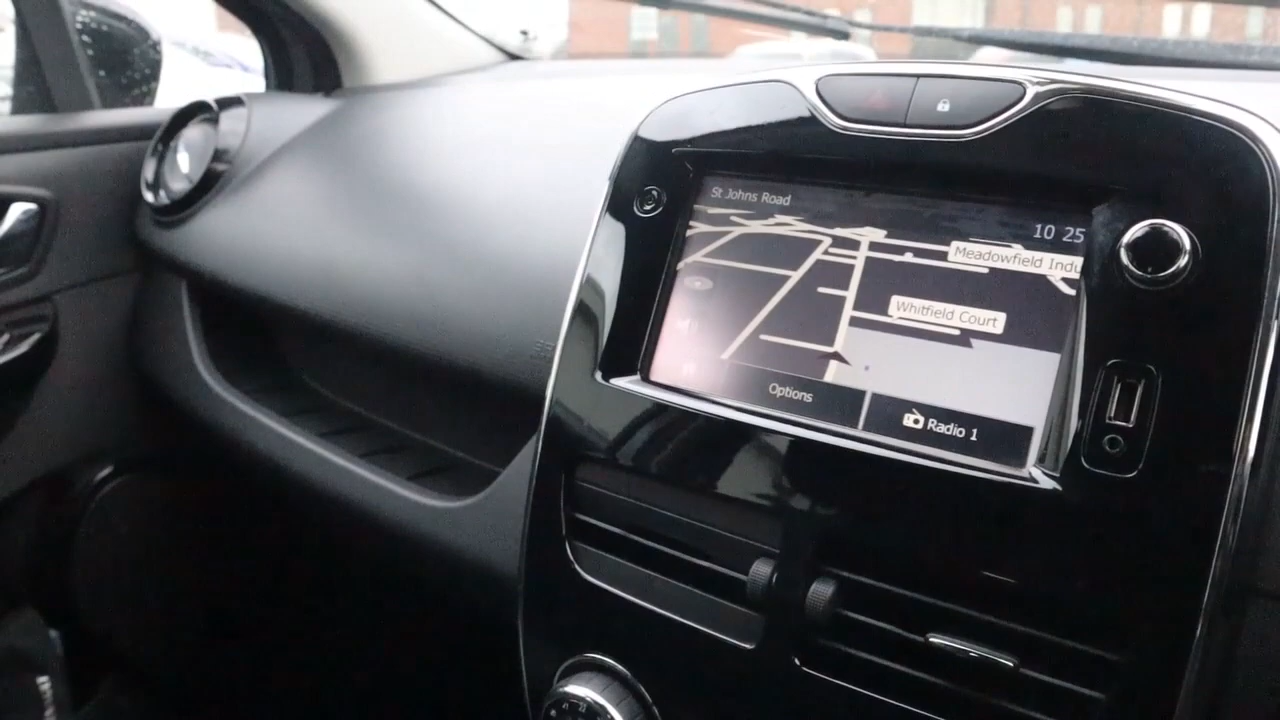 St Johns Road
10 25
Meadowfield Indu
Whitfield Court
Options
Radio 1